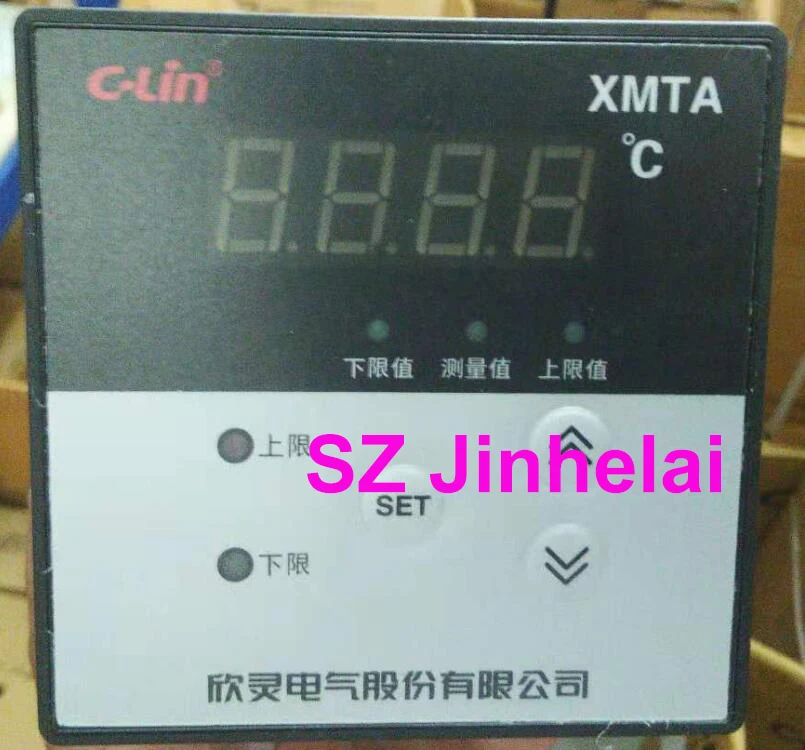 C-Lin®
XMTA
℃
下限值 测量值 上限值
上限
SZ Jinhelai
SET
下限
欣灵电气股份有限公司